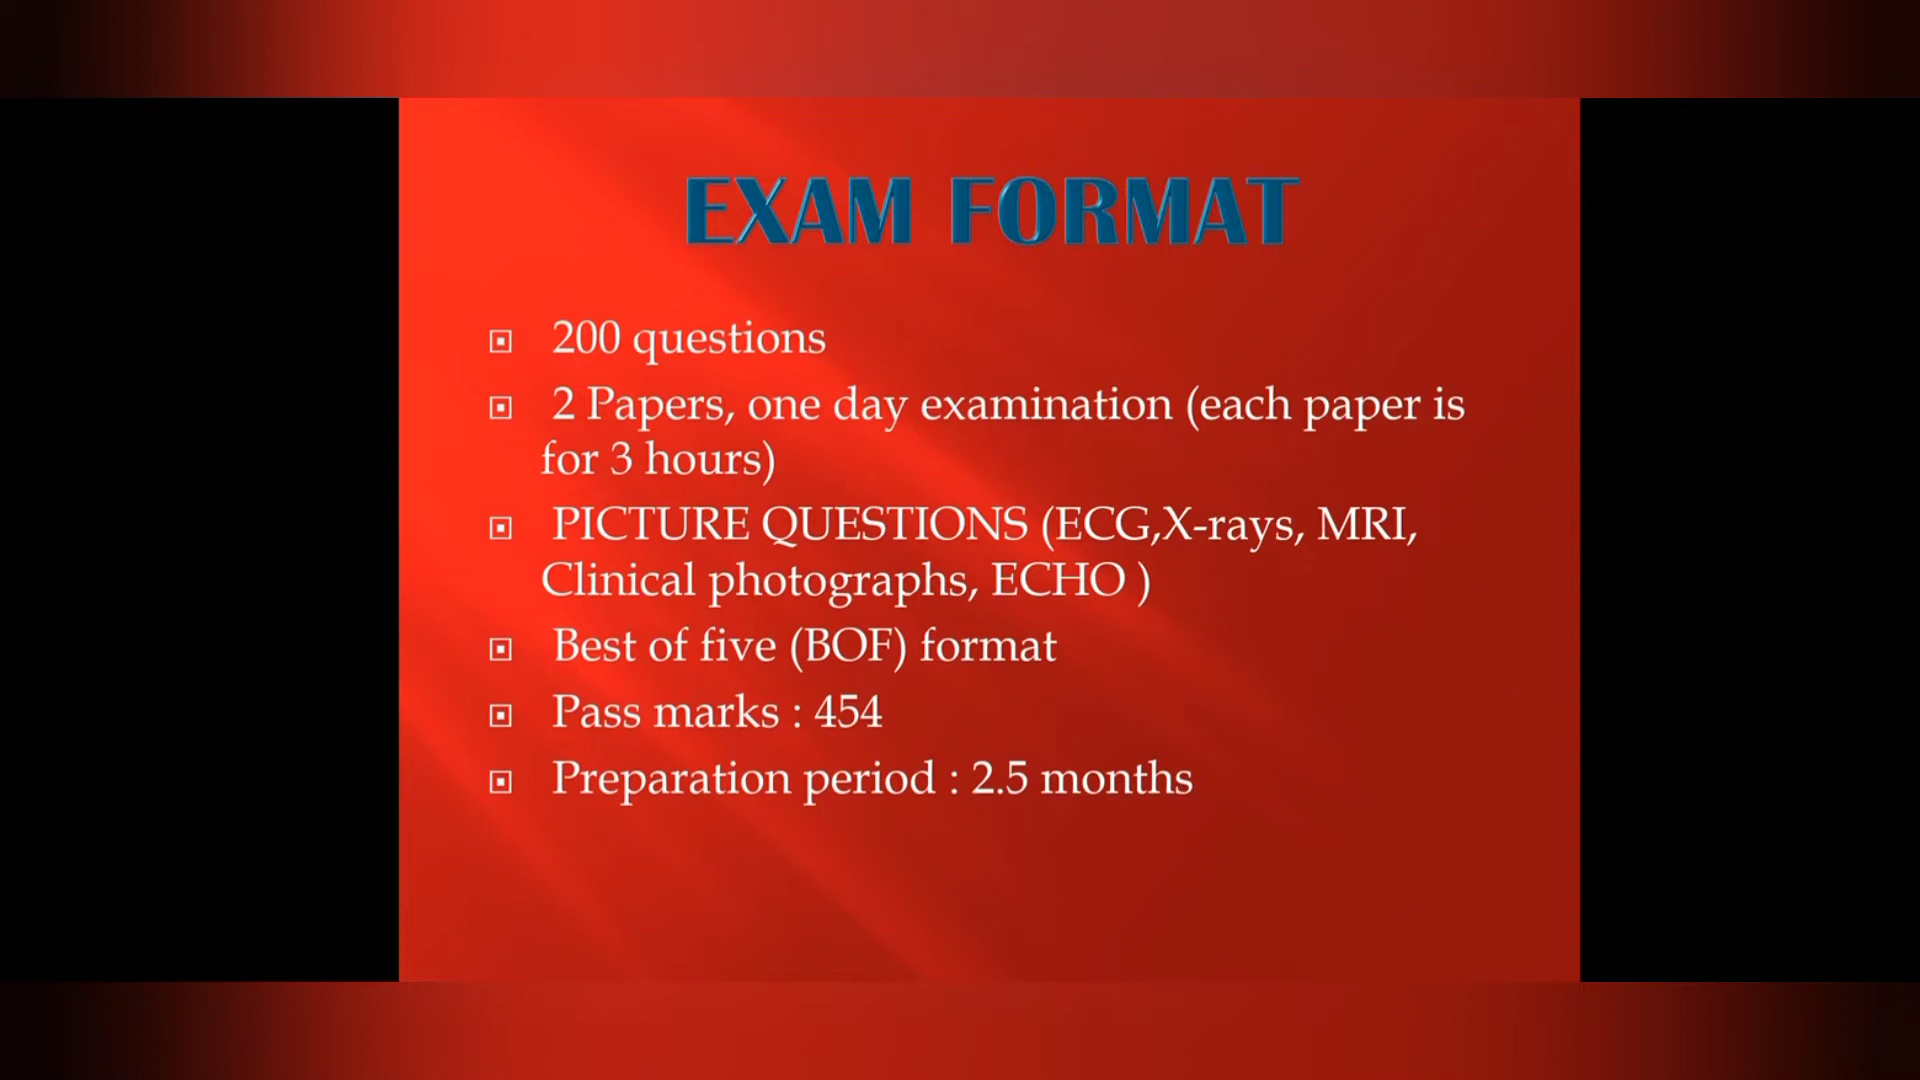 EXAM FORMAT
200 questions
2 Papers, one day examination (each paper is
for 3 hours)
PICTURE QUESTIONS (ECG,X-rays, MRI,
Clinical photographs, ECHO )
Best of five (BOF) format
Pass marks : 454
Preparation period : 2.5 months